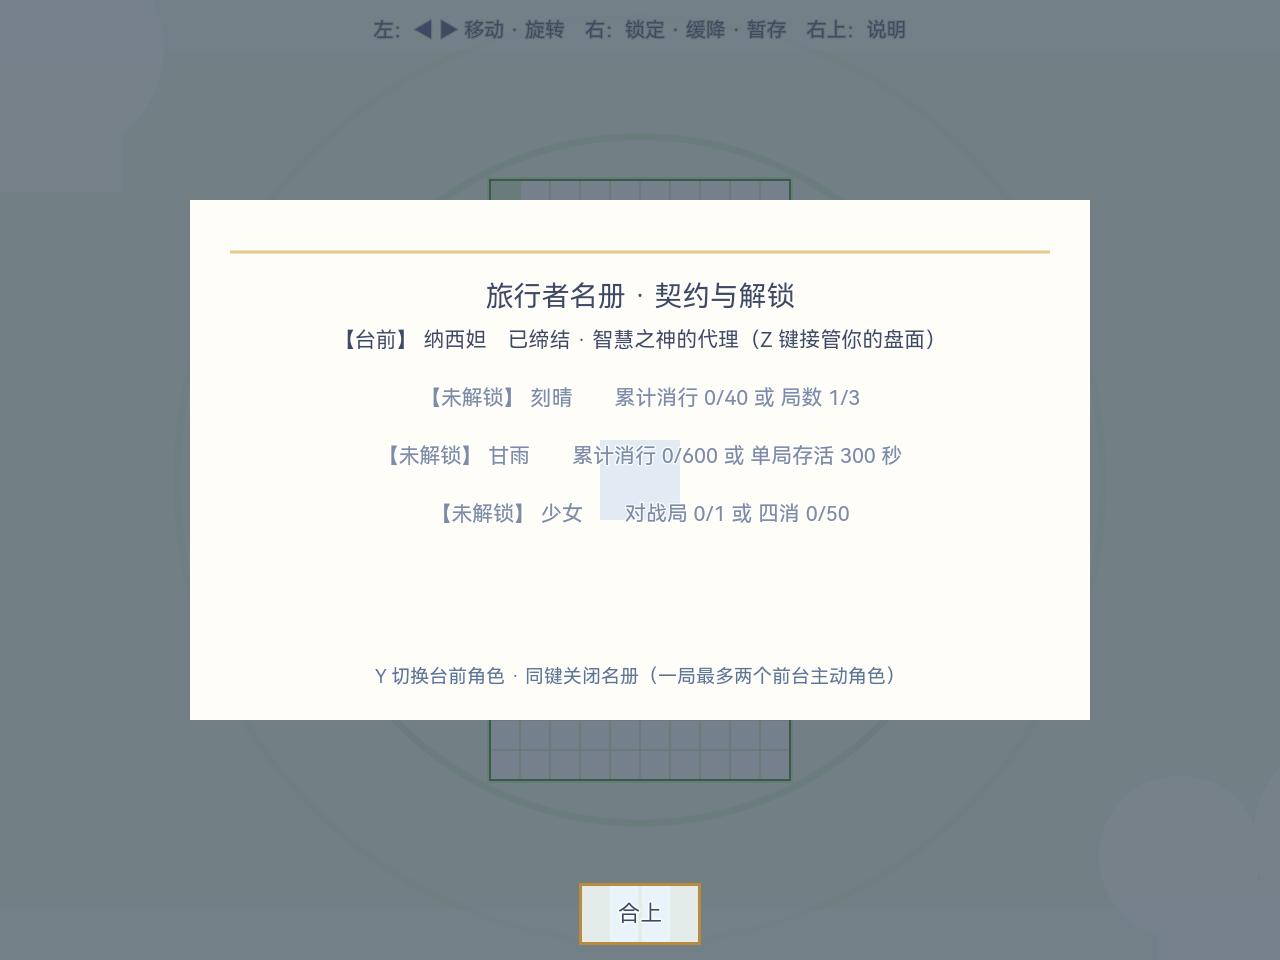 左: ◀ ▶ 移动 · 旋转 右: 锁定 · 缓降 · 暂存 右上: 说明
旅行者名册 · 契约与解锁
【台前】 纳西妲 已缔结 · 智慧之神的代理（Z 键接管你的盘面）
【未解锁】 刻晴 累计消行 0/40 或 局数 1/3
【未解锁】 甘雨 累计消行 0/600 或 单局存活 300 秒
【未解锁】 少女 对战局 0/1 或 四消 0/50
Y 切换台前角色 · 同键关闭名册（一局最多两个前台主动角色）
合上